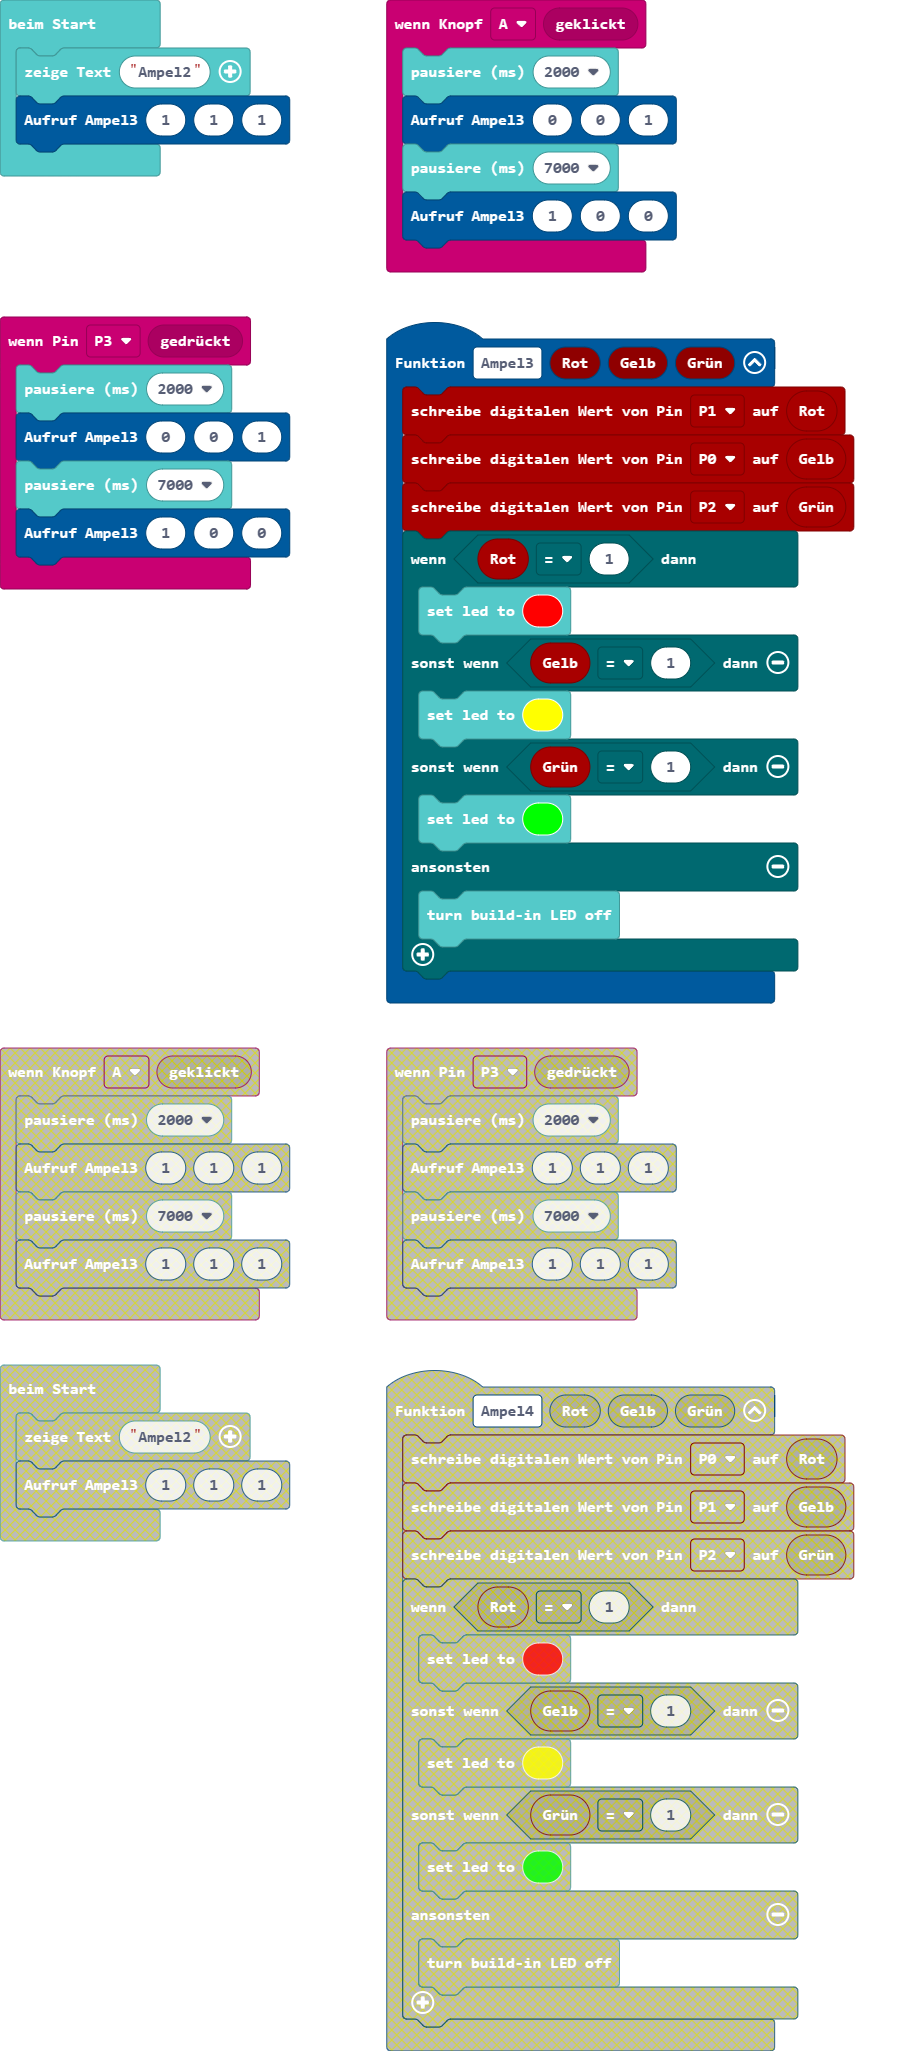 beim Start
zeige Text "Ampel2"
Aufruf Ampel3 1 1 1
wenn Knopf A geklickt
pausiere (ms) 2000
Aufruf Ampel3 0 0 1
pausiere (ms) 7000
Aufruf Ampel3 1 0 0
wenn Pin P3 gedrückt
pausiere (ms) 2000
Aufruf Ampel3 0 0 1
pausiere (ms) 7000
Aufruf Ampel3 1 0 0
Funktion Ampel3 Rot Gelb Grün
schreibe digitalen Wert von Pin P1 auf Rot
schreibe digitalen Wert von Pin P0 auf Gelb
schreibe digitalen Wert von Pin P2 auf Grün
wenn Rot = 1 dann
set led to
sonst wenn Gelb = 1 dann
set led to
sonst wenn Grün = 1 dann
set led to
ansonsten
turn build-in LED off
wenn Knopf A geklickt
pausiere (ms) 2000
Aufruf Ampel3 1 1 1
pausiere (ms) 7000
Aufruf Ampel3 1 1 1
wenn Pin P3 gedrückt
pausiere (ms) 2000
Aufruf Ampel3 1 1 1
pausiere (ms) 7000
Aufruf Ampel3 1 1 1
beim Start
zeige Text "Ampel2"
Aufruf Ampel3 1 1 1
Funktion Ampel4 Rot Gelb Grün
schreibe digitalen Wert von Pin P0 auf Rot
schreibe digitalen Wert von Pin P1 auf Gelb
schreibe digitalen Wert von Pin P2 auf Grün
wenn Rot = 1 dann
set led to
sonst wenn Gelb = 1 dann
set led to
sonst wenn Grün = 1 dann
set led to
ansonsten
turn build-in LED off